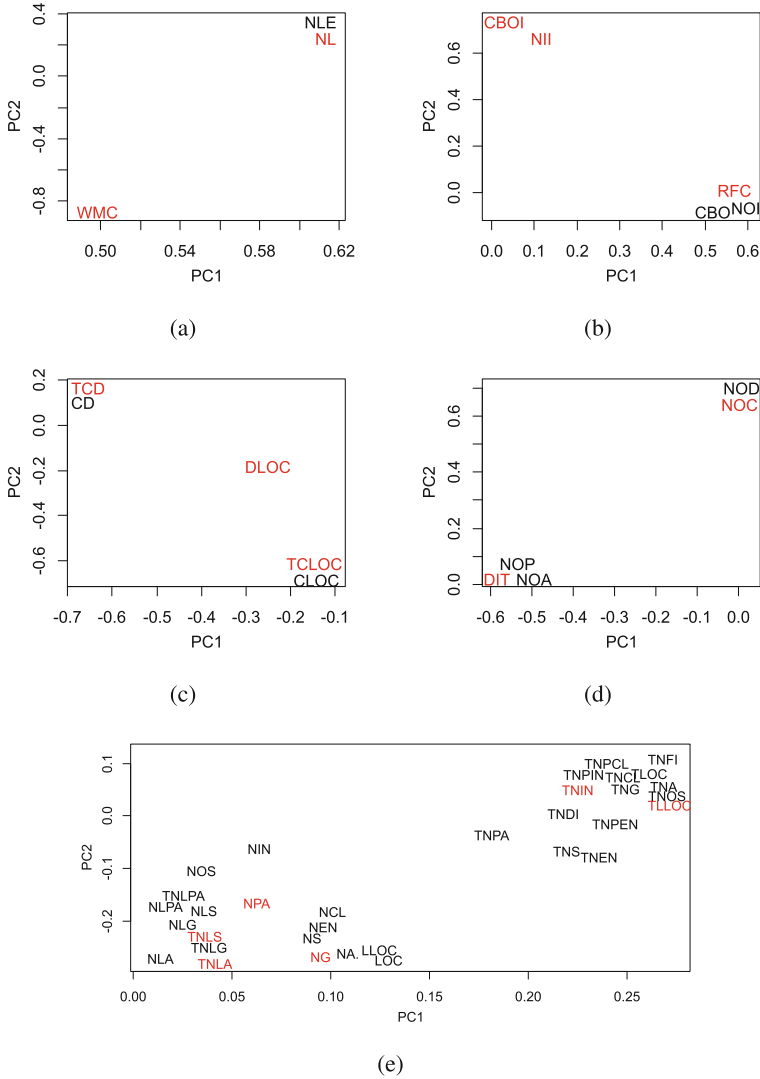 0.4
0.0
-0.4
-0.8
PC2
NLE
NL
WMC
0.50 0.54 0.58 0.62
PC1
(a)
0.6
0.4
0.2
0.0
PC2
CBOI
NII
RFC
CBO NOI
0.0 0.1 0.2 0.3 0.4 0.5 0.6
PC1
(b)
0.2
0.0
-0.2
-0.4
-0.6
PC2
TCD
CD
DLOC
TCLOC
CLOC
-0.7 -0.6 -0.5 -0.4 -0.3 -0.2 -0.1
PC1
(c)
0.6
0.4
0.2
0.0
PC2
NOD
NOC
NOP
DIT NOA
-0.6 -0.5 -0.4 -0.3 -0.2 -0.1 0.0
PC1
(d)
0.1
0.0
-0.1
-0.2
PC2
TNFI
TNPCL
TNPIN TNCL TLOC
TNIN TNG TNA
TNOS
TLLOC
TNDI
TNPEN
TNPA
TNS TNEN
NIN
NOS
TNLPA
NLPA NLS NPA
NCL
NLG NEN
TNLS NS
TNLG NG NA. LLOC
NLA TNLA LOC
0.00 0.05 0.10 0.15 0.20 0.25
PC1
(e)